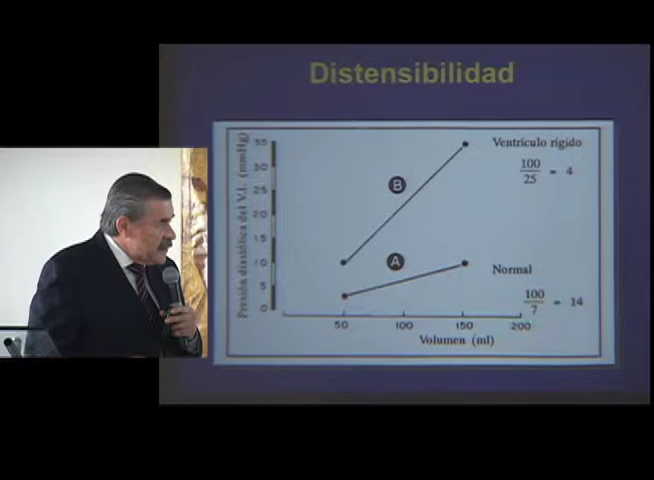 Distensibilidad
Presión diastólica del V.I. (mmHg)
35
30
25
20
15
10
5
0
B
A
Ventrículo rígido
100
25
= 4
Normal
100
7
= 14
50 100 150 200
Volumen (ml)